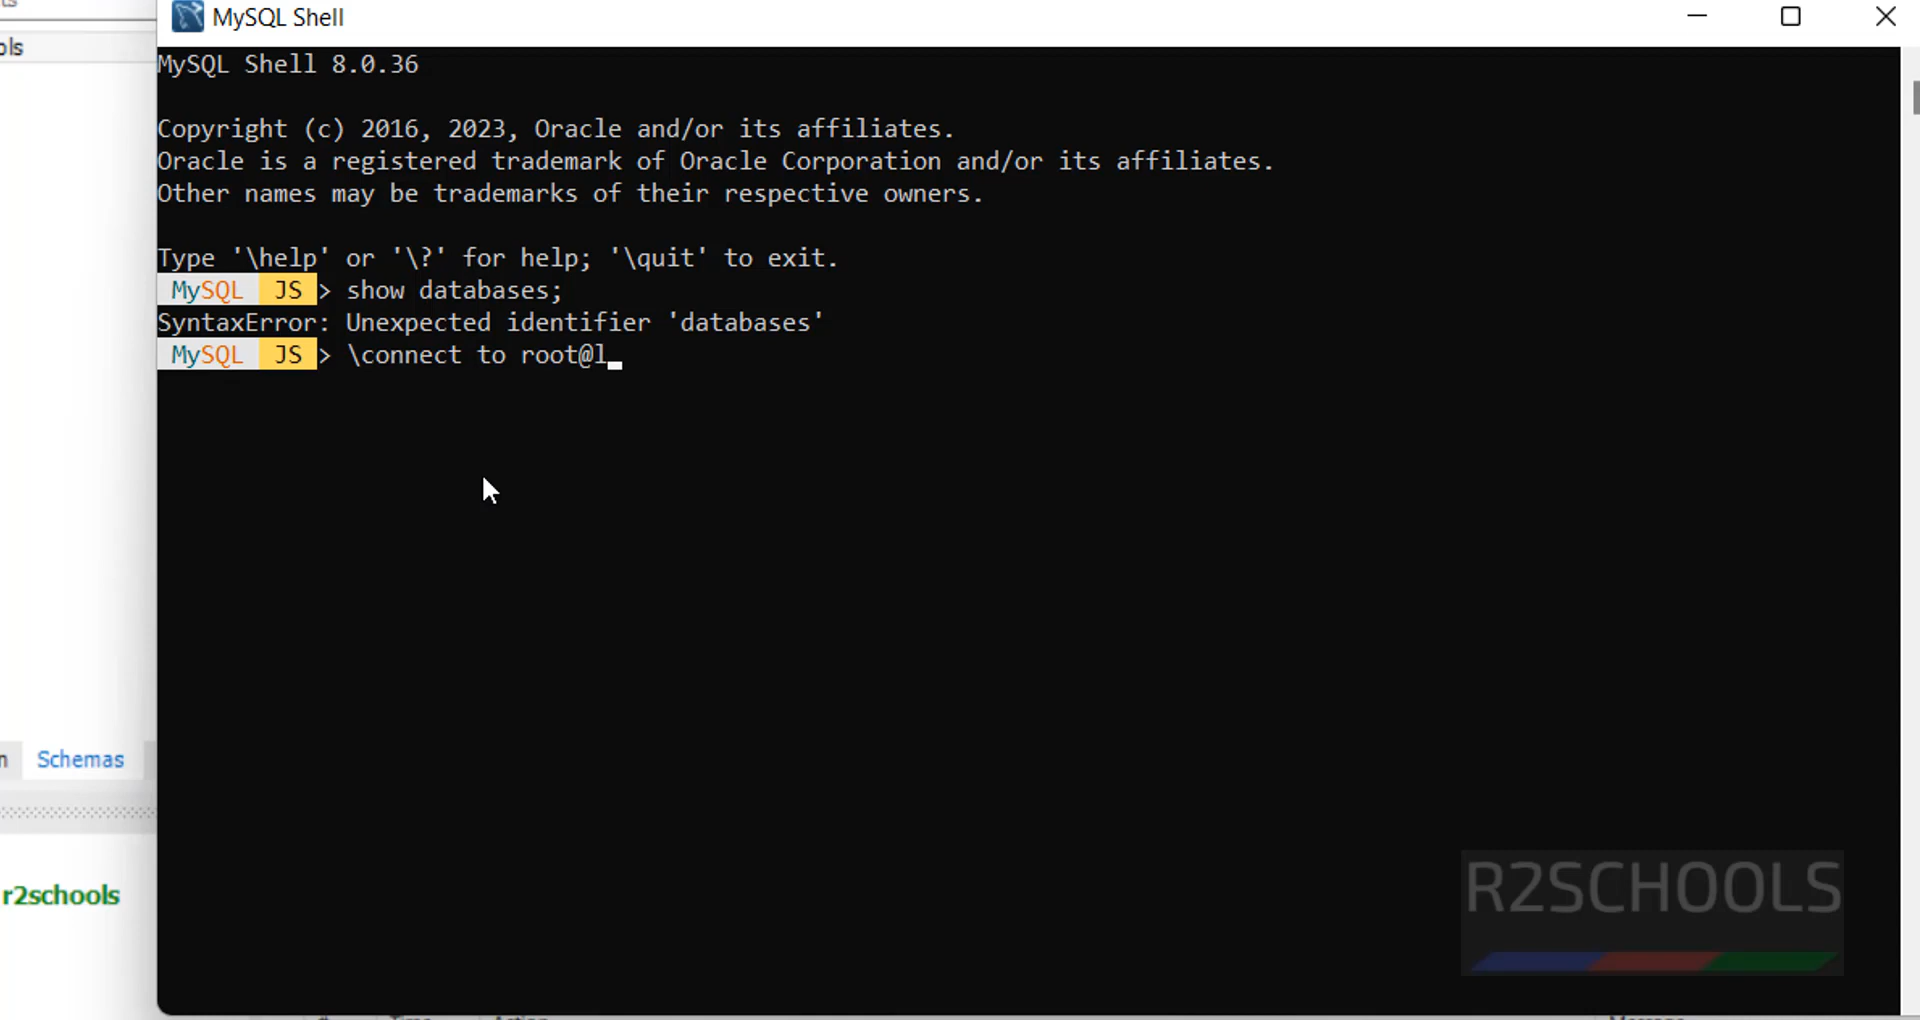 MySQL Shell
ols
MySQL Shell 8.0.36
Copyright (c) 2016, 2023, Oracle and/or its affiliates.
Oracle is a registered trademark of Oracle Corporation and/or its affiliates.
Other names may be trademarks of their respective owners.
Type '\help' or '\?' for help; '\quit' to exit.
MySQL JS > show databases;
SyntaxError: Unexpected identifier 'databases'
MySQL JS > \connect to root@l_
n Schemas
r2schools
R2SCHOOLS